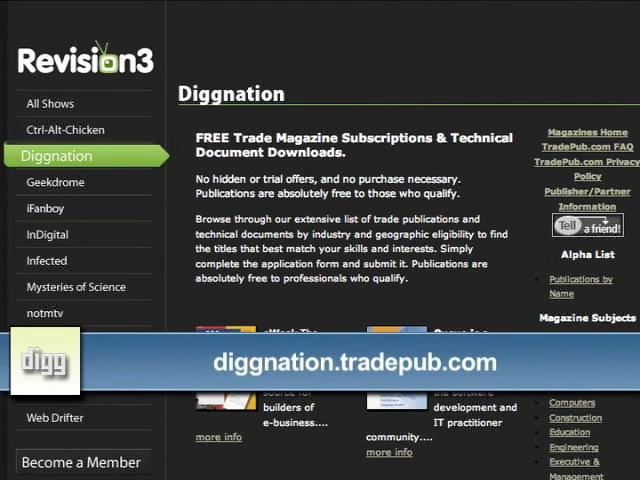 Revision3
All Shows
Ctrl-Alt-Chicken
Diggnation
Geekdrome
iFanboy
InDigital
Infected
Mysteries of Science
notmtv
Web Drifter
Become a Member
Diggnation
FREE Trade Magazine Subscriptions & Technical
Document Downloads.
No hidden or trial offers, and no purchase necessary.
Publications are absolutely free to those who qualify.
Browse through our extensive list of trade publications and
technical documents by industry and geographic eligibility to find
the titles that best match your skills and interests. Simply
complete the application form and submit it. Publications are
absolutely free to professionals who qualify.
source for
builders of
e-business....
more info
the software
development and
IT practitioner
community....
more info
Magazines Home
TradePub.com FAQ
TradePub.com Privacy
Policy
Publisher/Partner
Information
Tell a friend!
Alpha List
Publications by
Name
Magazine Subjects
Computers
Construction
Education
Engineering
Executive &
Management
digg
diggnation.tradepub.com